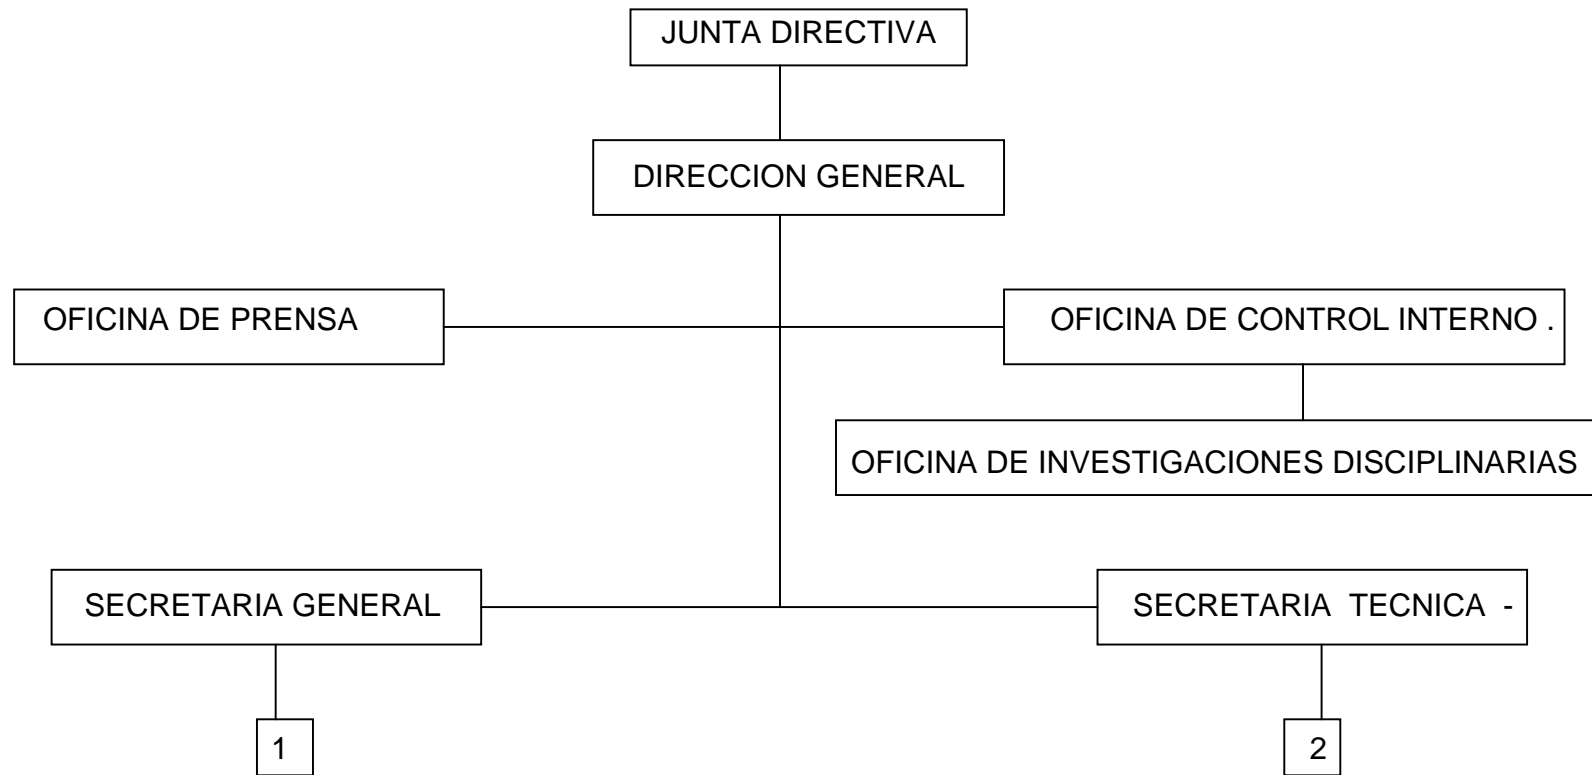 JUNTA DIRECTIVA
DIRECCION GENERAL
OFICINA DE PRENSA
OFICINA DE CONTROL INTERNO .
OFICINA DE INVESTIGACIONES DISCIPLINARIAS
SECRETARIA GENERAL
SECRETARIA TECNICA -
1
2